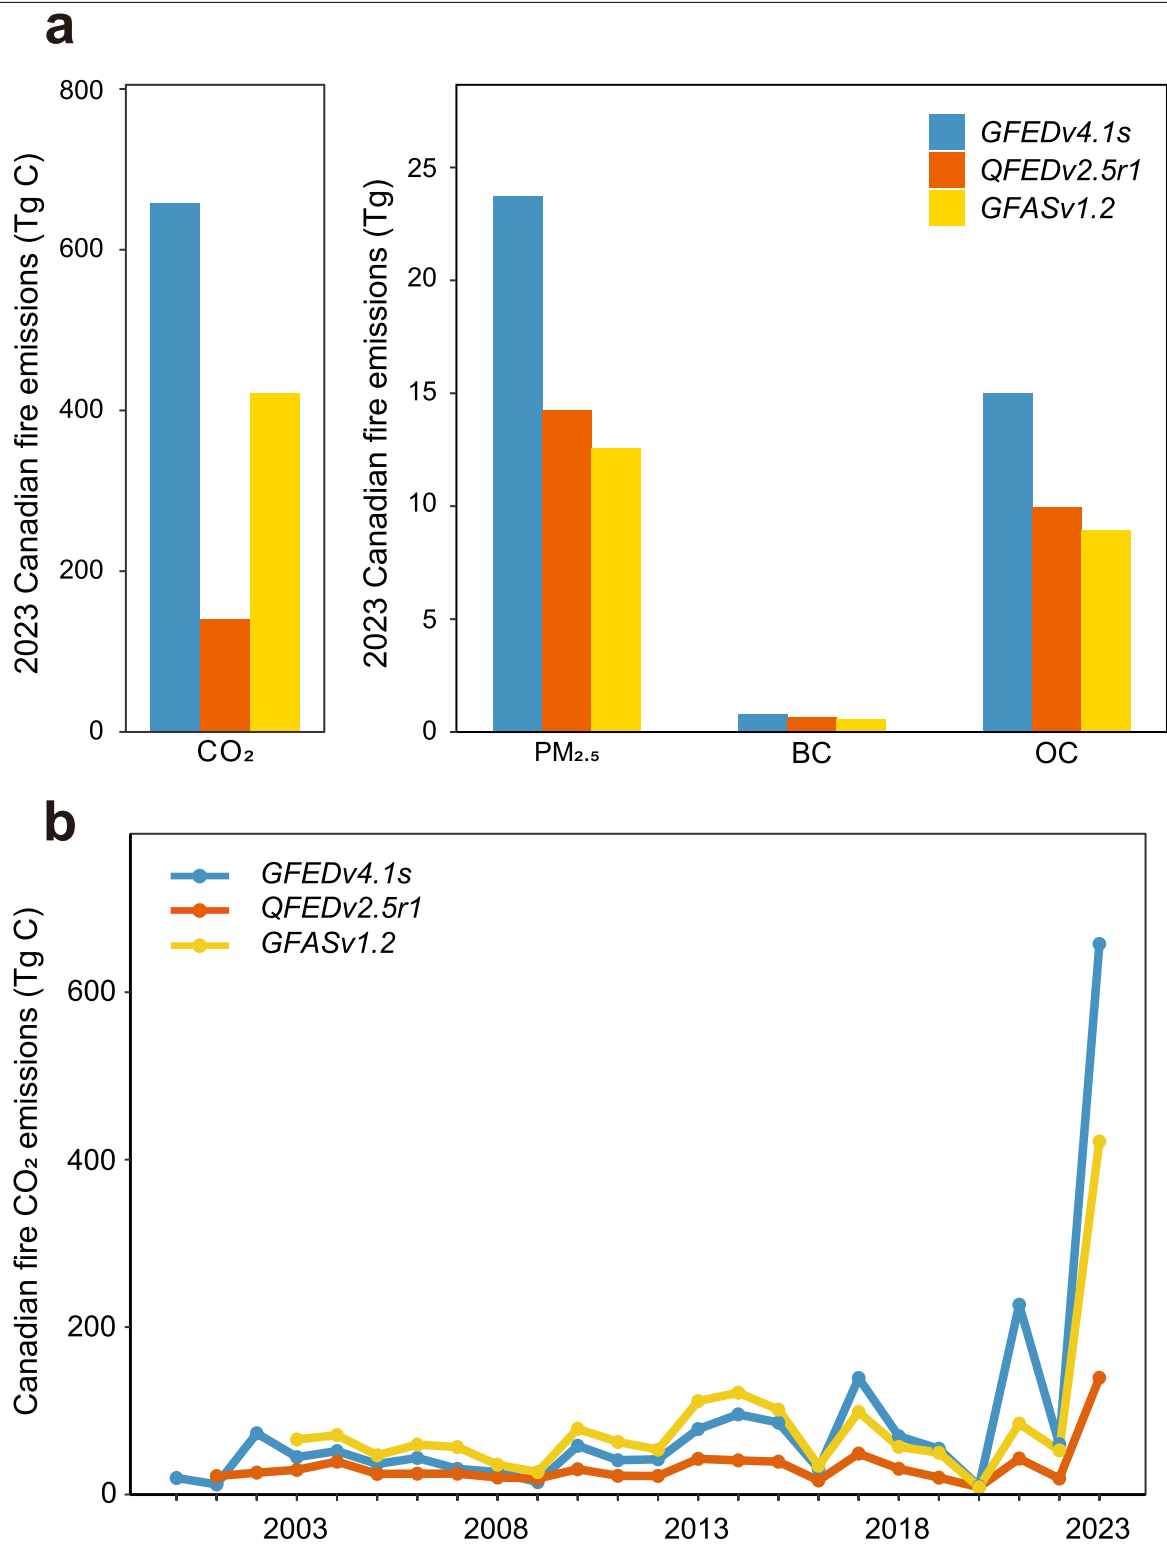 a
2023 Canadian fire emissions (Tg C)
800
600
400
200
0
CO₂
2023 Canadian fire emissions (Tg)
25
20
15
10
5
0
PM₂.₅
BC
OC
GFEDv4.1s
QFEDv2.5r1
GFASv1.2
b
Canadian fire CO₂ emissions (Tg C)
600
400
200
0
GFEDv4.1s
QFEDv2.5r1
GFASv1.2
2003
2008
2013
2018
2023